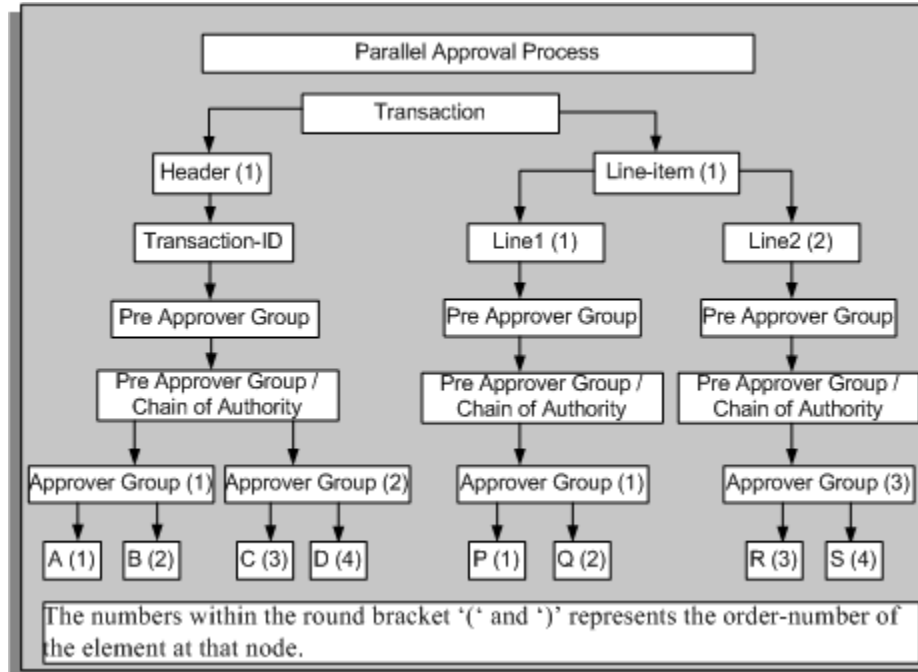 Parallel Approval Process
Transaction
Header (1)
Line-item (1)
Transaction-ID
Line1 (1)
Line2 (2)
Pre Approver Group
Pre Approver Group
Pre Approver Group
Pre Approver Group /
Chain of Authority
Pre Approver Group /
Chain of Authority
Pre Approver Group /
Chain of Authority
Approver Group (1)
Approver Group (2)
Approver Group (1)
Approver Group (3)
A (1)
B (2)
C (3)
D (4)
P (1)
Q (2)
R (3)
S (4)
The numbers within the round bracket ‘(‘ and ‘)’ represents the order-number of
the element at that node.